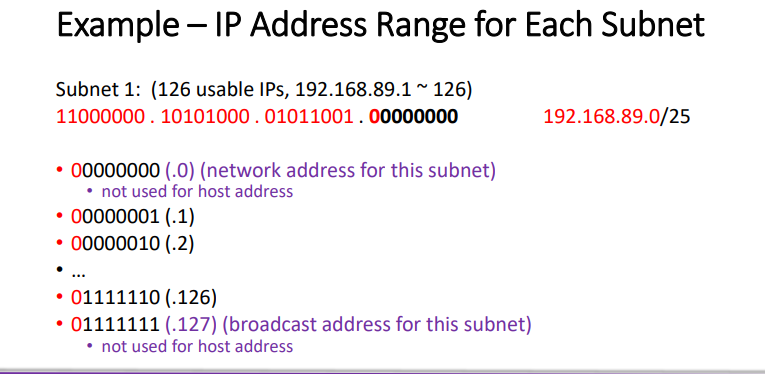 Example – IP Address Range for Each Subnet
Subnet 1:  (126 usable IPs, 192.168.89.1 ~ 126)
11000000 . 10101000 . 01011001 . 00000000 192.168.89.0/25
• 00000000 (.0) (network address for this subnet)
• not used for host address
• 00000001 (.1)
• 00000010 (.2)
• ...
• 01111110 (.126)
• 01111111 (.127) (broadcast address for this subnet)
• not used for host address